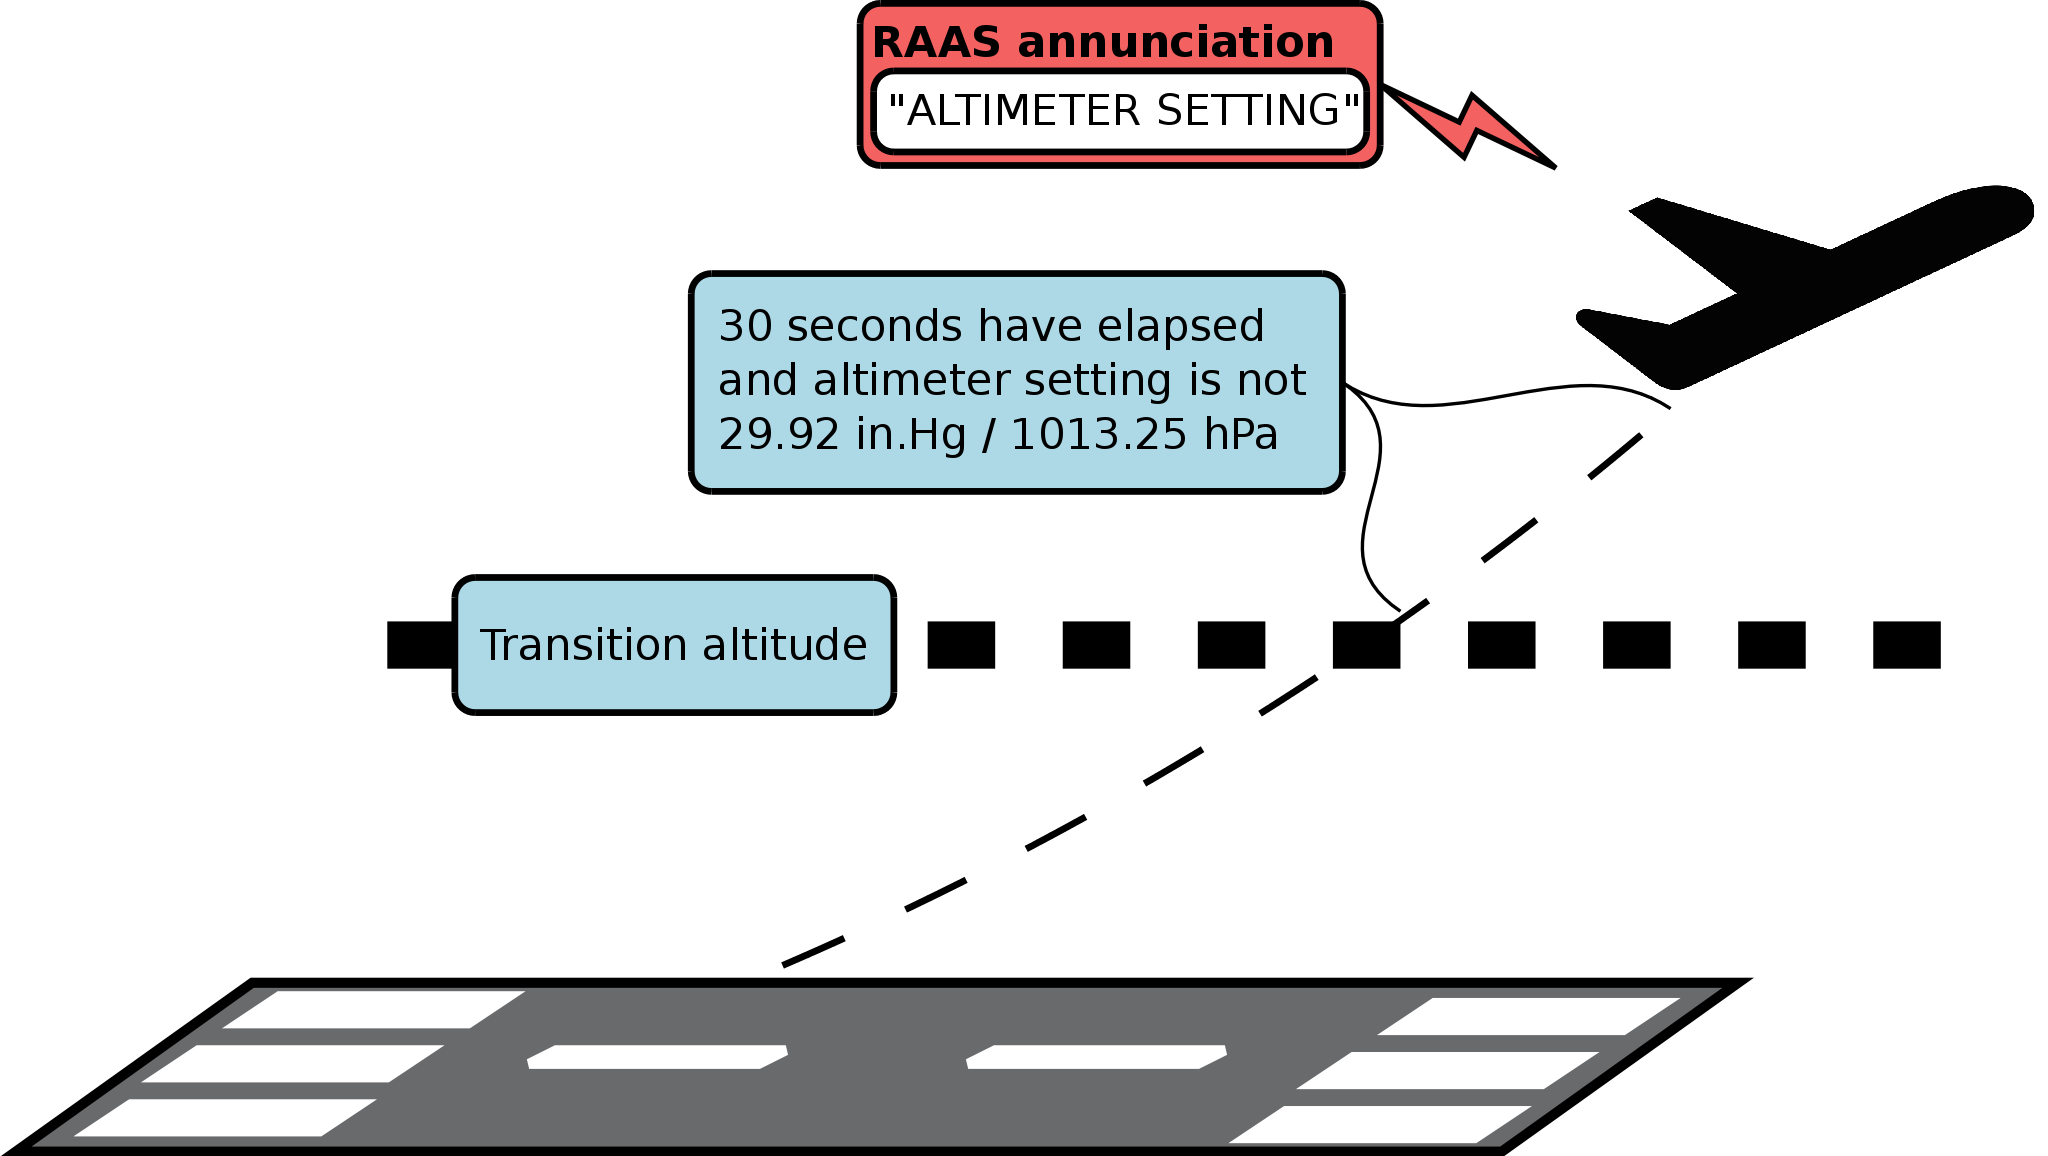 RAAS annunciation
"ALTIMETER SETTING"
30 seconds have elapsed
and altimeter setting is not
29.92 in.Hg / 1013.25 hPa
Transition altitude